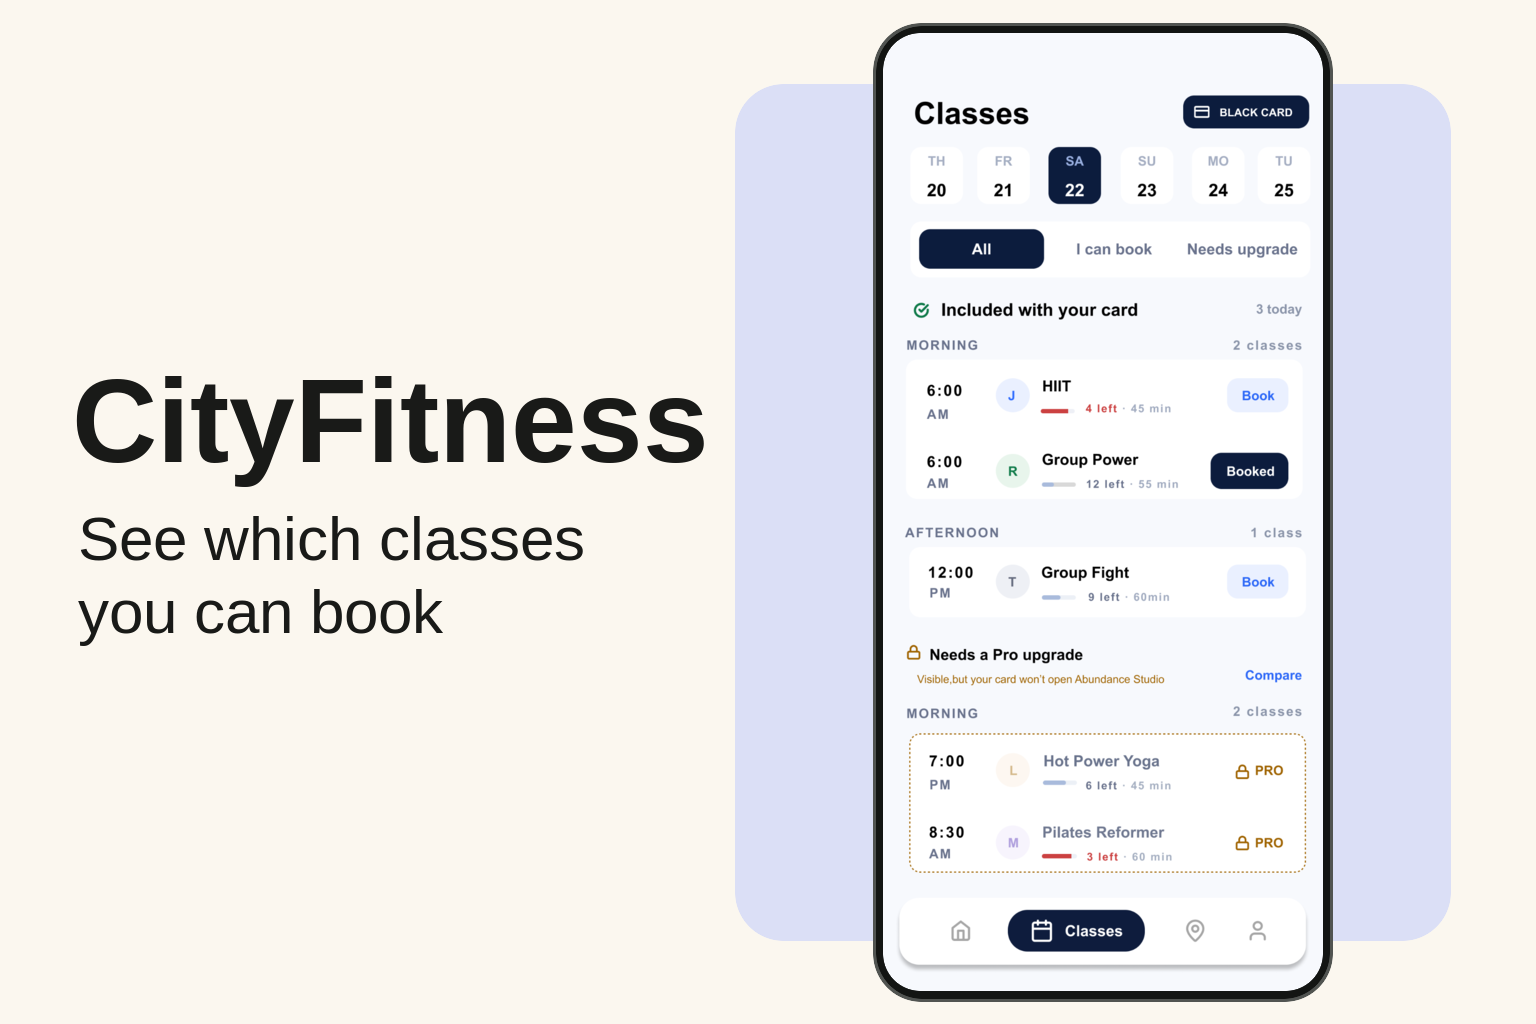 CityFitness
See which classes
you can book
Classes
BLACK CARD
TH FR SA SU MO TU
20 21 22 23 24 25
All I can book Needs upgrade
Included with your card 3 today
MORNING 2 classes
6:00 AM J HIIT Book
4 left · 45 min
6:00 AM R Group Power Booked
12 left · 55 min
AFTERNOON 1 class
12:00 PM T Group Fight Book
9 left · 60min
Needs a Pro upgrade
Visible,but your card won't open Abundance Studio Compare
MORNING 2 classes
7:00 PM L Hot Power Yoga PRO
6 left · 45 min
8:30 AM M Pilates Reformer PRO
3 left · 60 min
Classes